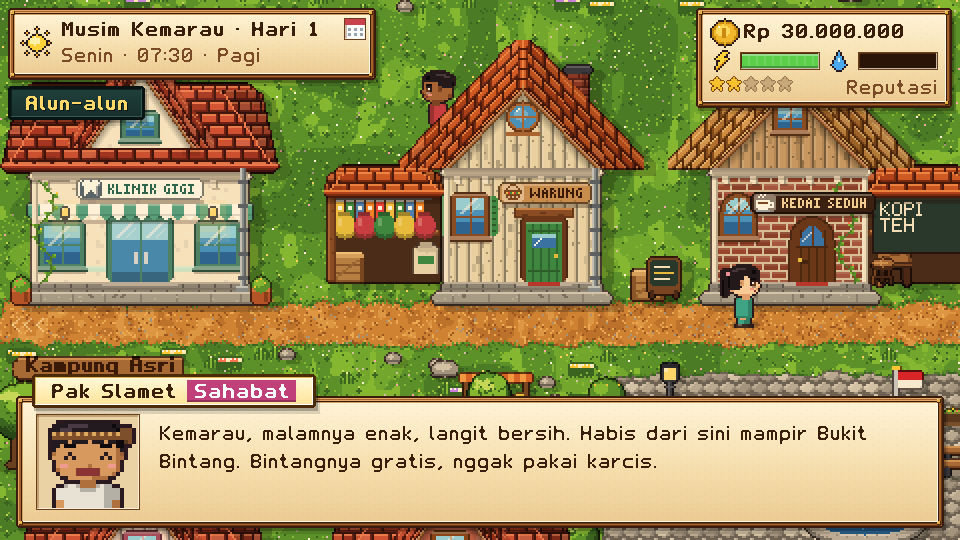 Musim Kemarau · Hari 1
Senin · 07:30 · Pagi
Rp 30.000.000
Reputasi
Alun-alun
KLINIK GIGI
WARUNG
KEDAI SEDUH
KOPI
TEH
Kampung Asri
Pak Slamet Sahabat
Kemarau, malamnya enak, langit bersih. Habis dari sini mampir Bukit
Bintang. Bintangnya gratis, nggak pakai karcis.